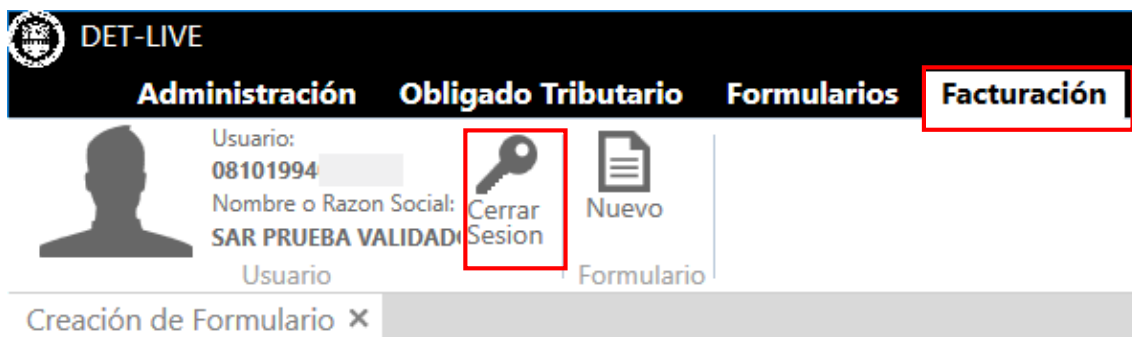 DET-LIVE
Administración Obligado Tributario Formularios Facturación
Usuario:
08101994
Nombre o Razon Social:
SAR PRUEBA VALIDAD
Cerrar
Sesion
Nuevo
Usuario
Formulario
Creación de Formulario ×